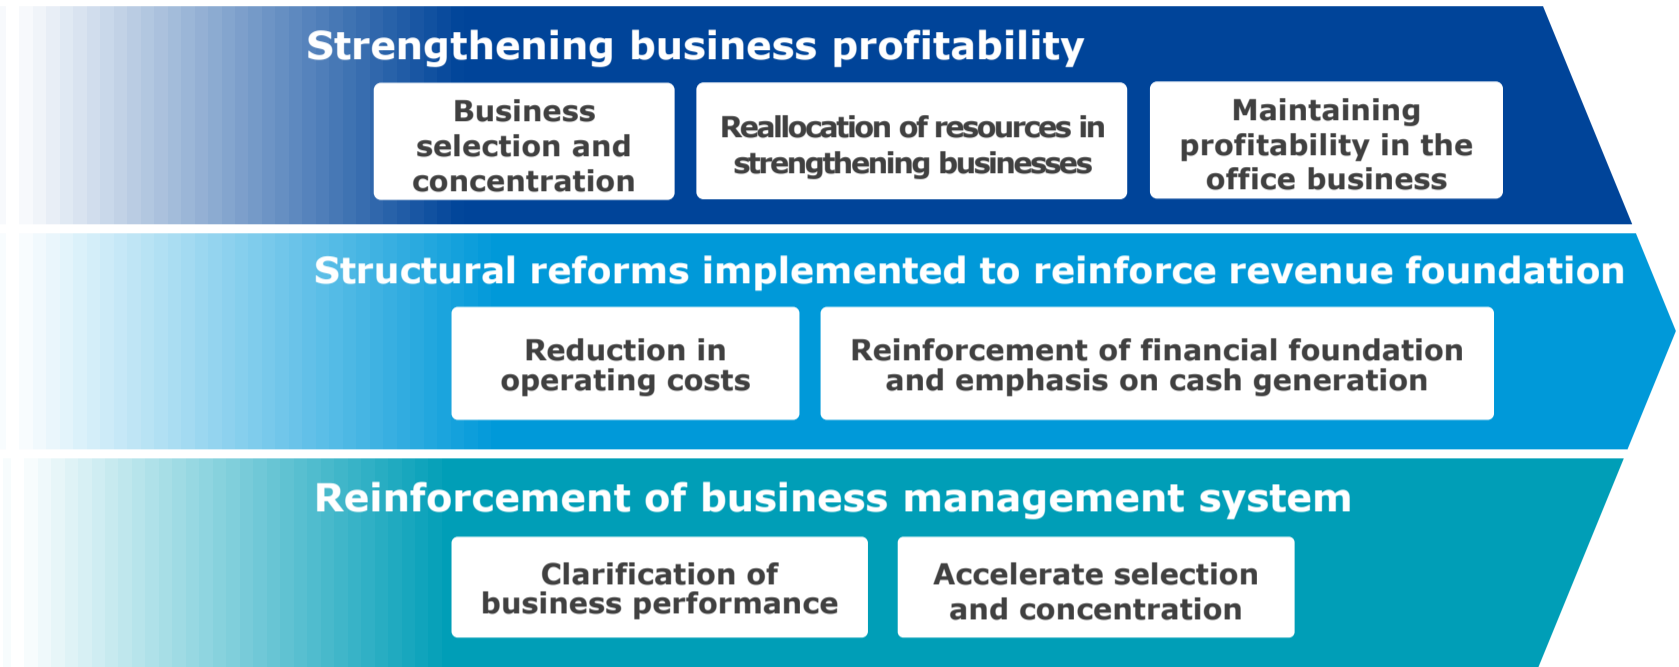 Strengthening business profitability
Business
selection and
concentration
Reallocation of resources in
strengthening businesses
Maintaining
profitability in the
office business
Structural reforms implemented to reinforce revenue foundation
Reduction in
operating costs
Reinforcement of financial foundation
and emphasis on cash generation
Reinforcement of business management system
Clarification of
business performance
Accelerate selection
and concentration